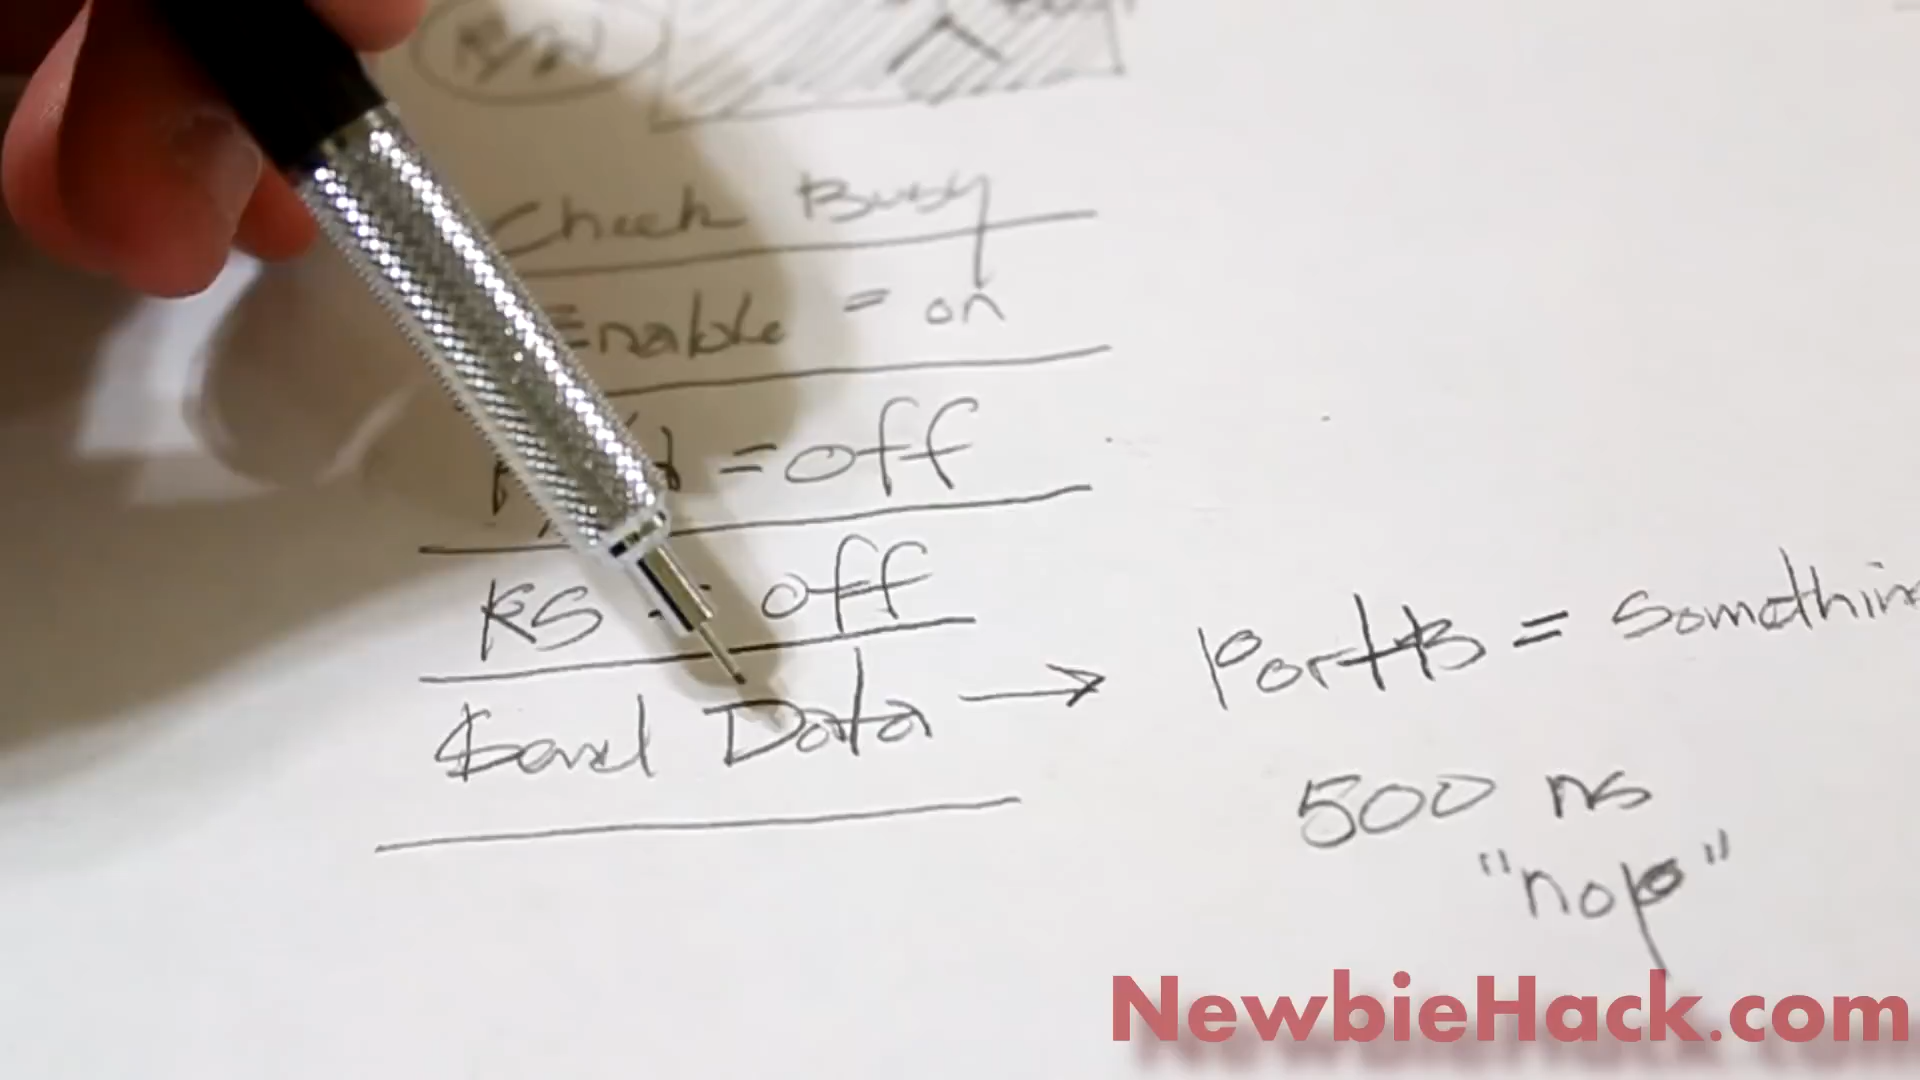 R/W
Check Busy
Enable = on
= off
RS = off
Send Data → PortB = Somethin
500 ns
"nop"
NewbieHack.com